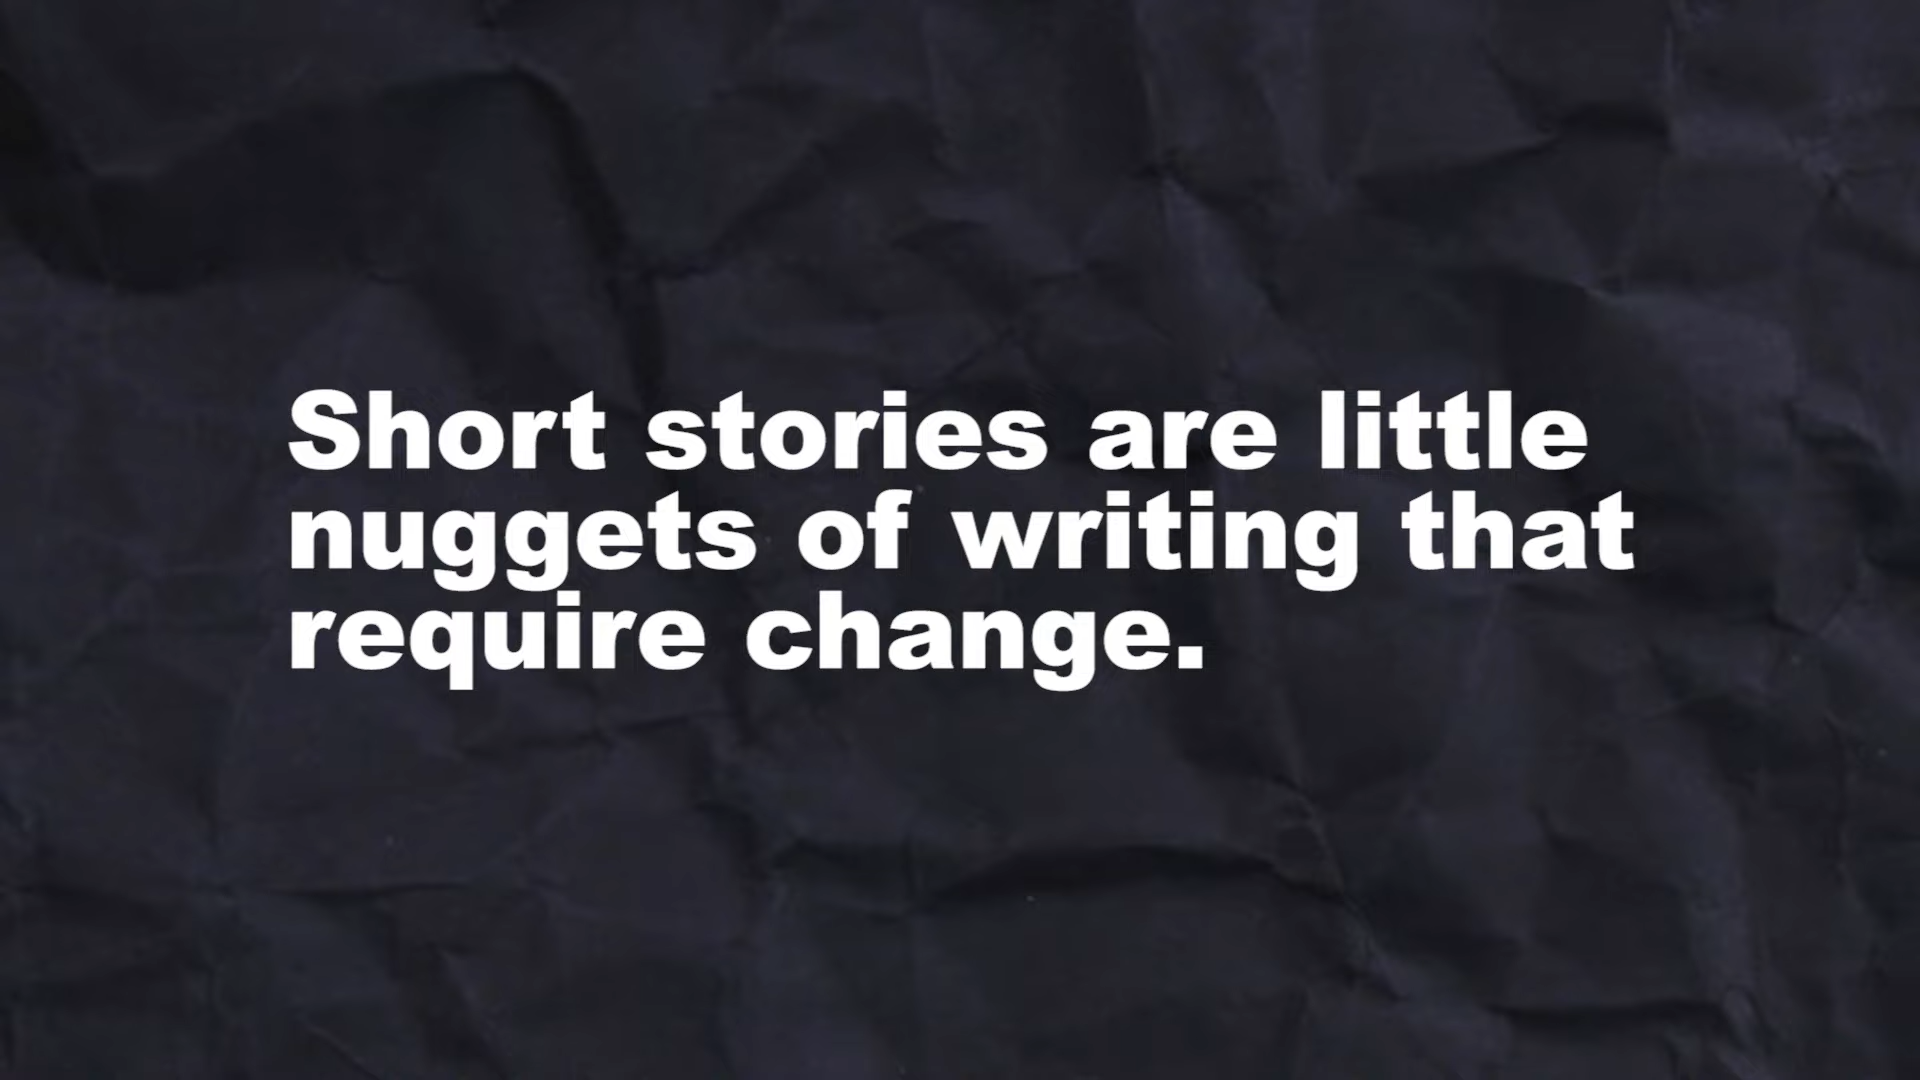 Short stories are little
nuggets of writing that
require change.